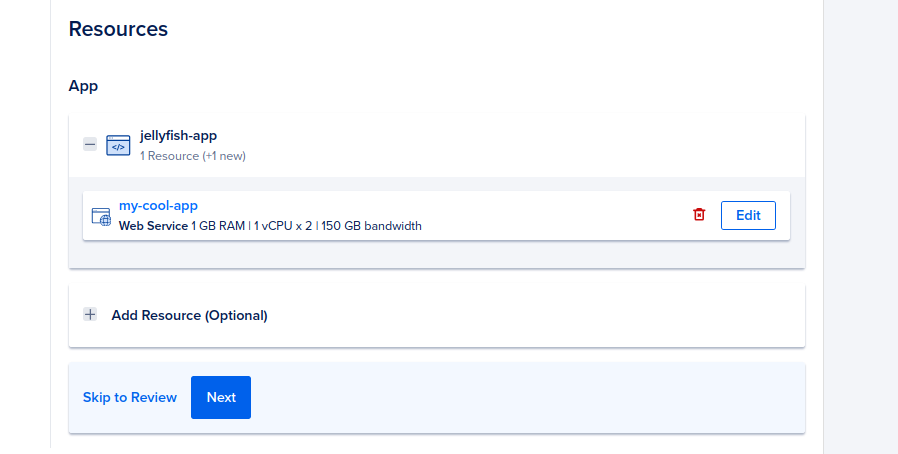 Resources
App
jellyfish-app
1 Resource (+1 new)
my-cool-app
Web Service 1 GB RAM | 1 vCPU x 2 | 150 GB bandwidth
Edit
Add Resource (Optional)
Skip to Review
Next